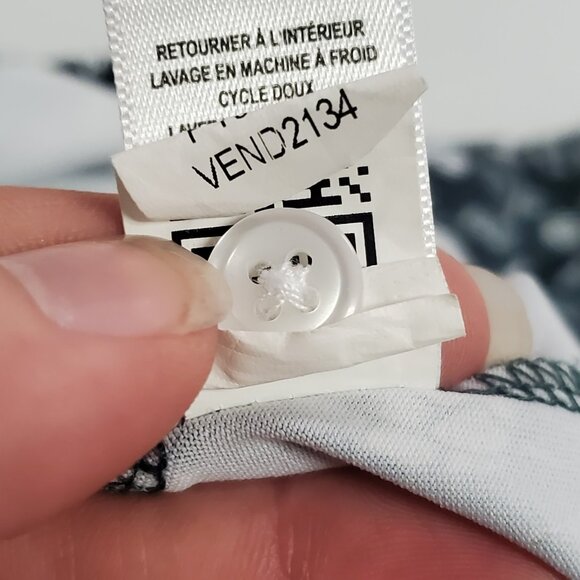 RETOURNER À L'INTÉRIEUR
LAVAGE EN MACHINE À FROID
CYCLE DOUX
VEND2134